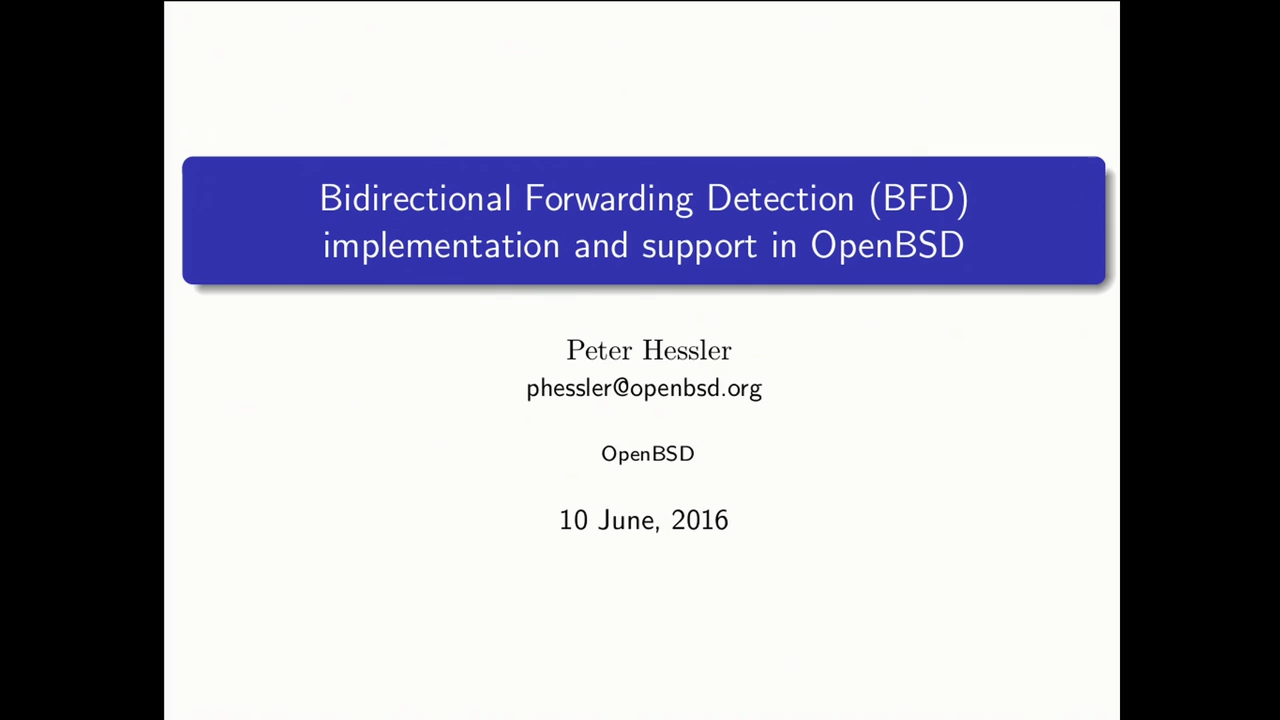 Bidirectional Forwarding Detection (BFD)
implementation and support in OpenBSD
Peter Hessler
phessler@openbsd.org
OpenBSD
10 June, 2016